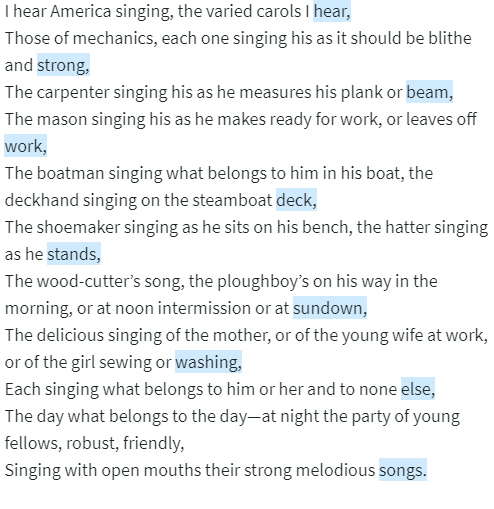 I hear America singing, the varied carols I hear,
Those of mechanics, each one singing his as it should be blithe
and strong,
The carpenter singing his as he measures his plank or beam,
The mason singing his as he makes ready for work, or leaves off
work,
The boatman singing what belongs to him in his boat, the
deckhand singing on the steamboat deck,
The shoemaker singing as he sits on his bench, the hatter singing
as he stands,
The wood-cutter’s song, the ploughboy’s on his way in the
morning, or at noon intermission or at sundown,
The delicious singing of the mother, or of the young wife at work,
or of the girl sewing or washing,
Each singing what belongs to him or her and to none else,
The day what belongs to the day—at night the party of young
fellows, robust, friendly,
Singing with open mouths their strong melodious songs.